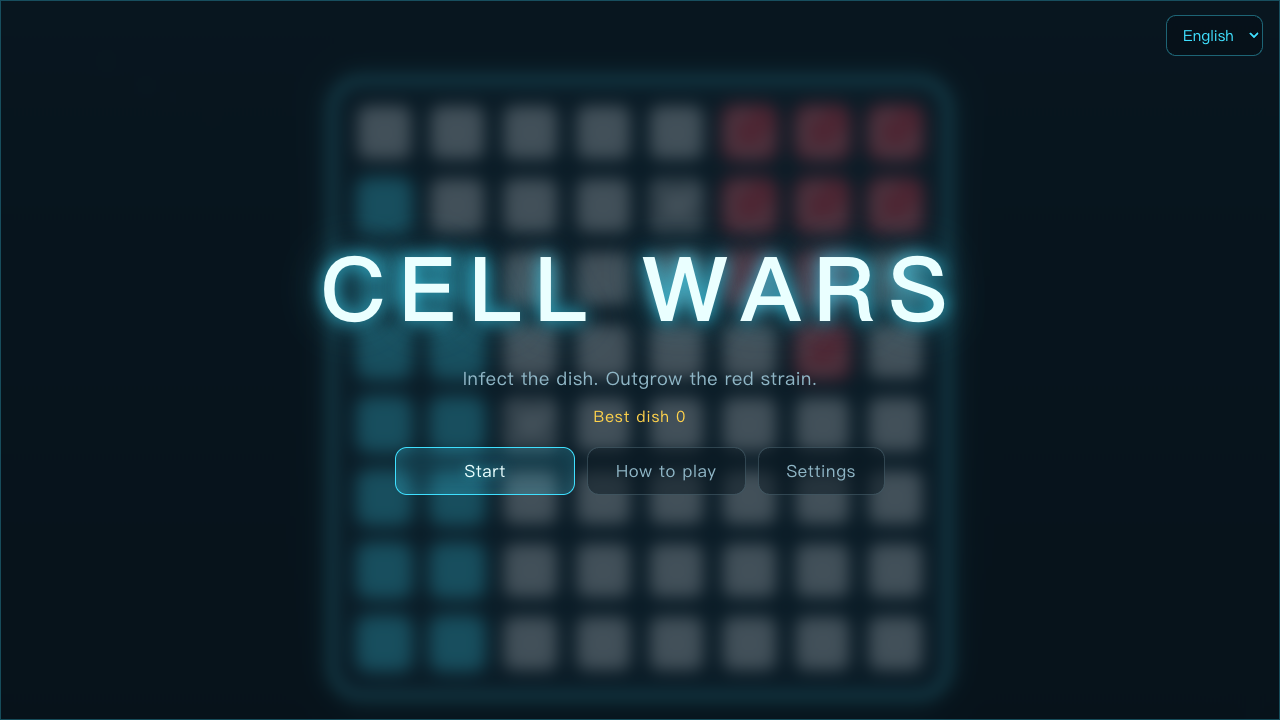 English
CELL WARS
Infect the dish. Outgrow the red strain.
Best dish 0
Start
How to play
Settings